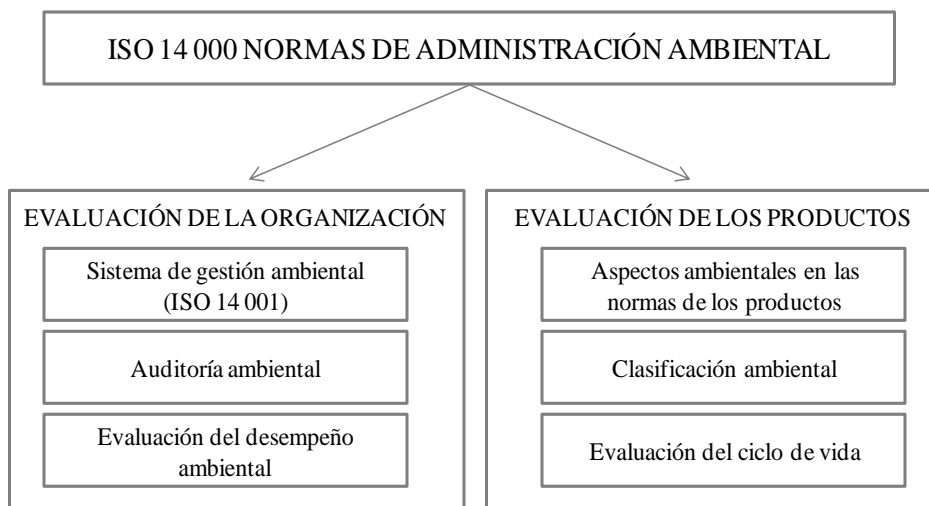 ISO 14 000 NORMAS DE ADMINISTRACIÓN AMBIENTAL
EVALUACIÓN DE LA ORGANIZACIÓN
Sistema de gestión ambiental
(ISO 14 001)
Auditoría ambiental
Evaluación del desempeño
ambiental
EVALUACIÓN DE LOS PRODUCTOS
Aspectos ambientales en las
normas de los productos
Clasificación ambiental
Evaluación del ciclo de vida